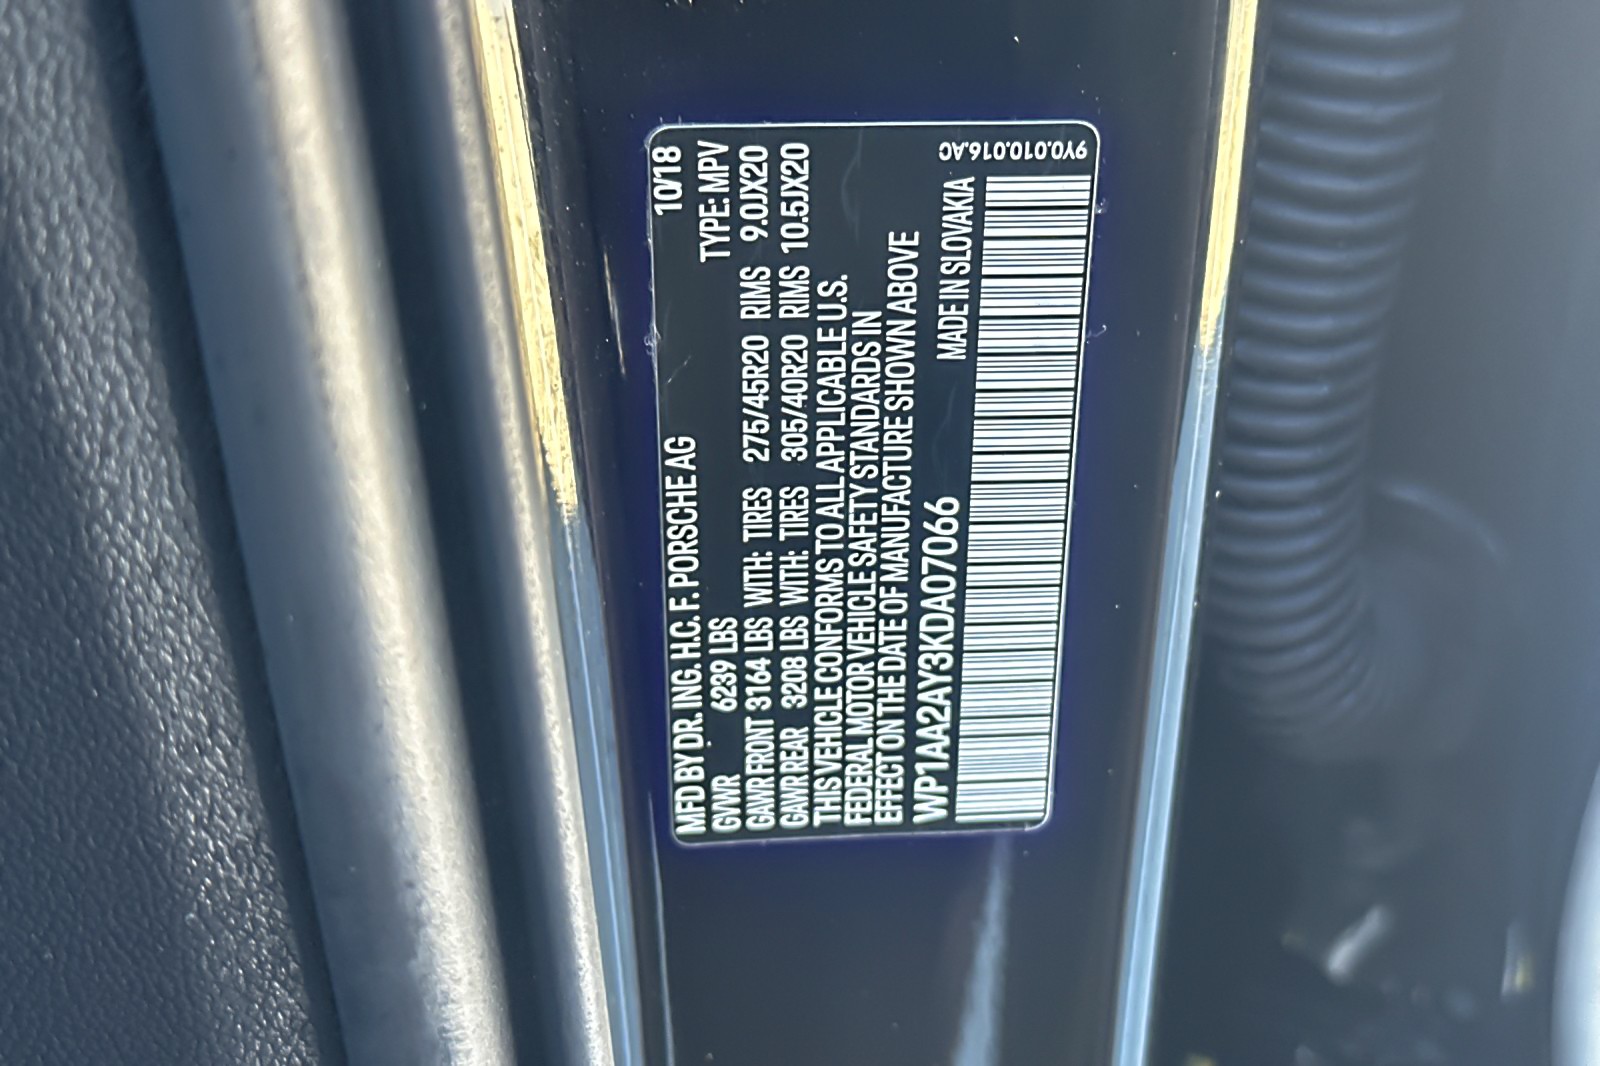 MFD BY DR. ING. H.C. F. PORSCHE AG 10/18
GVWR 6239 LBS TYPE: MPV
GAWR FRONT 3164 LBS WITH: TIRES 275/45R20 RIMS 9.0JX20
GAWR REAR 3208 LBS WITH: TIRES 305/40R20 RIMS 10.5JX20
THIS VEHICLE CONFORMS TO ALL APPLICABLE U.S.
FEDERAL MOTOR VEHICLE SAFETY STANDARDS IN
EFFECT ON THE DATE OF MANUFACTURE SHOWN ABOVE
WP1AA2AY3KDA07066 MADE IN SLOVAKIA
9Y0.010.016.AC